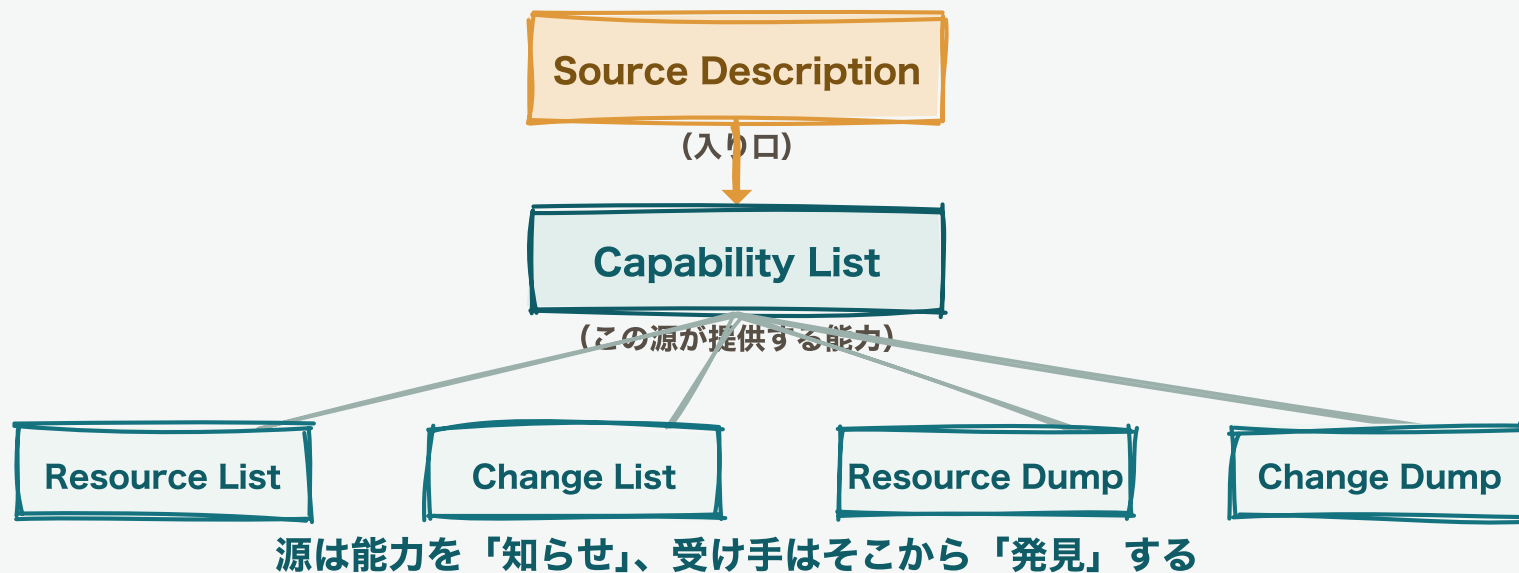 Source Description
（入り口）
Capability List
（この源が提供する能力）
Resource List
Change List
Resource Dump
Change Dump
源は能力を「知らせ」、受け手はそこから「発見」する